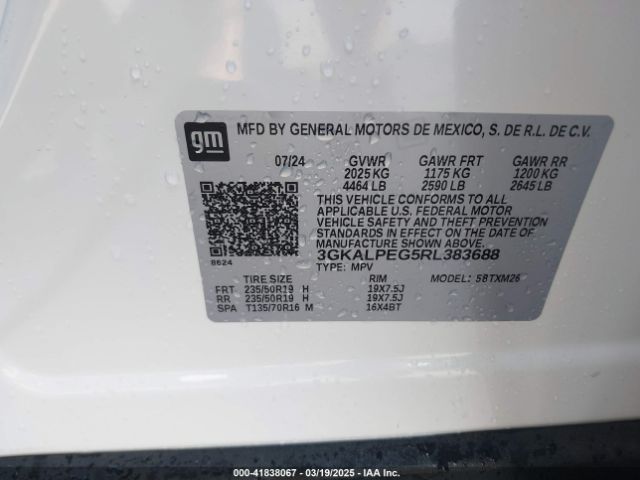 gm MFD BY GENERAL MOTORS DE MEXICO, S. DE R.L. DE C.V.
07/24 GVWR GAWR FRT GAWR RR
2025 KG 1175 KG 1200 KG
4464 LB 2590 LB 2645 LB
THIS VEHICLE CONFORMS TO ALL
APPLICABLE U.S. FEDERAL MOTOR
VEHICLE SAFETY AND THEFT PREVENTION
STANDARDS IN EFFECT ON THE DATE OF
MANUFACTURE SHOWN ABOVE.
3GKALPEG5RL383688
8624 TYPE: MPV MODEL: 5BTXM26
TIRE SIZE RIM
FRT 235/50R19 H 19X7.5J
RR 235/50R19 H 19X7.5J
SPA T135/70R16 M 16X4BT
© COPART © 41838067 • 03/19/2025 • IAA Inc.